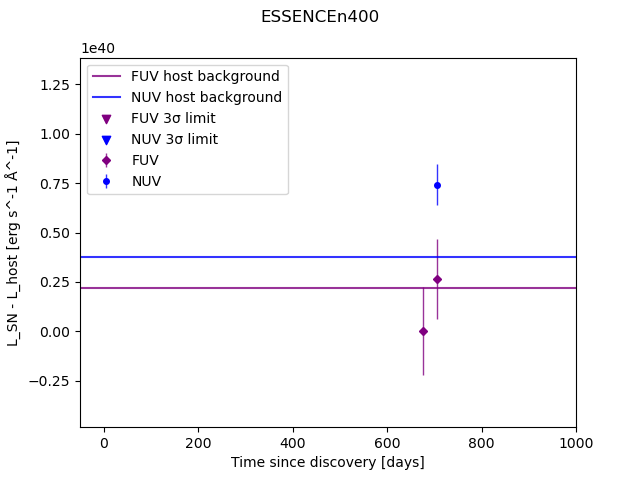 ESSENCEn400
1e40
FUV host background
NUV host background
FUV 3σ limit
NUV 3σ limit
FUV
NUV
1.25
1.00
0.75
0.50
0.25
0.00
−0.25
L_SN - L_host [erg s^-1 Å^-1]
0 200 400 600 800 1000
Time since discovery [days]